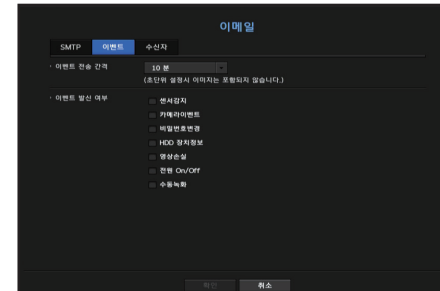 이메일
SMTP 이벤트 수신자
· 이벤트 전송 간격 10 분
(초단위 설정시 이미지는 포함되지 않습니다.)
· 이벤트 발신 여부
센서감지
카메라이벤트
비밀번호변경
HDD 장치정보
영상손실
전원 On/Off
수동녹화
확인 취소